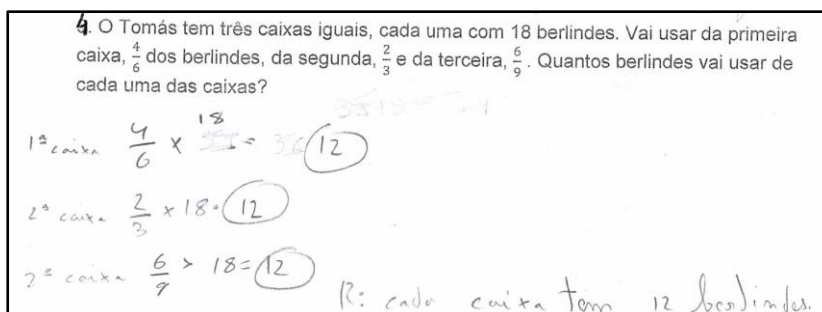 4. O Tomás tem três caixas iguais, cada uma com 18 berlindes. Vai usar da primeira
caixa, 4/6 dos berlindes, da segunda, 2/3 e da terceira, 6/9. Quantos berlindes vai usar de
cada uma das caixas?
1ª caixa 4/6 × 18 = 12
2ª caixa 2/3 × 18 = 12
3ª caixa 6/9 × 18 = 12
R: cada caixa tem 12 berlindes.